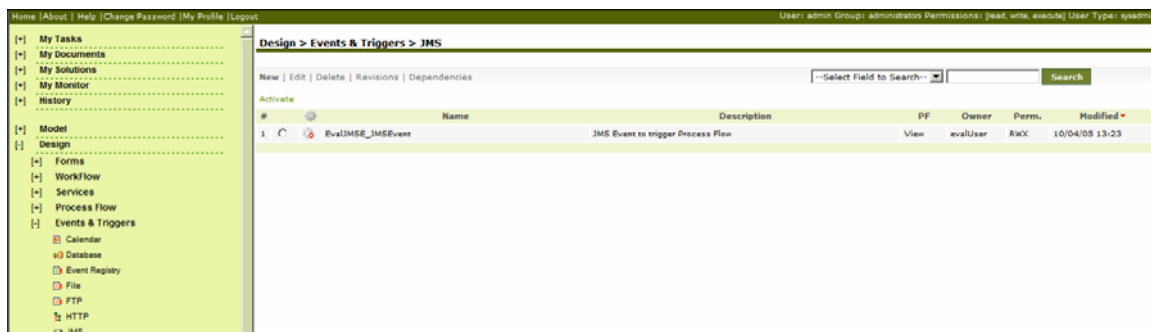 Home |About | Help |Change Password |My Profile |Logout
User: admin Group: administrators Permissions: [read, write, execute] User Type: sysadmi
[+] My Tasks
[+] My Documents
[+] My Solutions
[+] My Monitor
[+] History
[+] Model
[-] Design
[+] Forms
[+] WorkFlow
[+] Services
[+] Process Flow
[-] Events & Triggers
Calendar
Database
Event Registry
File
FTP
HTTP
JMS
Design > Events & Triggers > JMS
New | Edit | Delete | Revisions | Dependencies
--Select Field to Search-- Search
Activate
# Name Description PF Owner Perm. Modified
1 EvalJMSE_JMSEvent JMS Event to trigger Process Flow View evalUser RWX 10/04/05 13:23